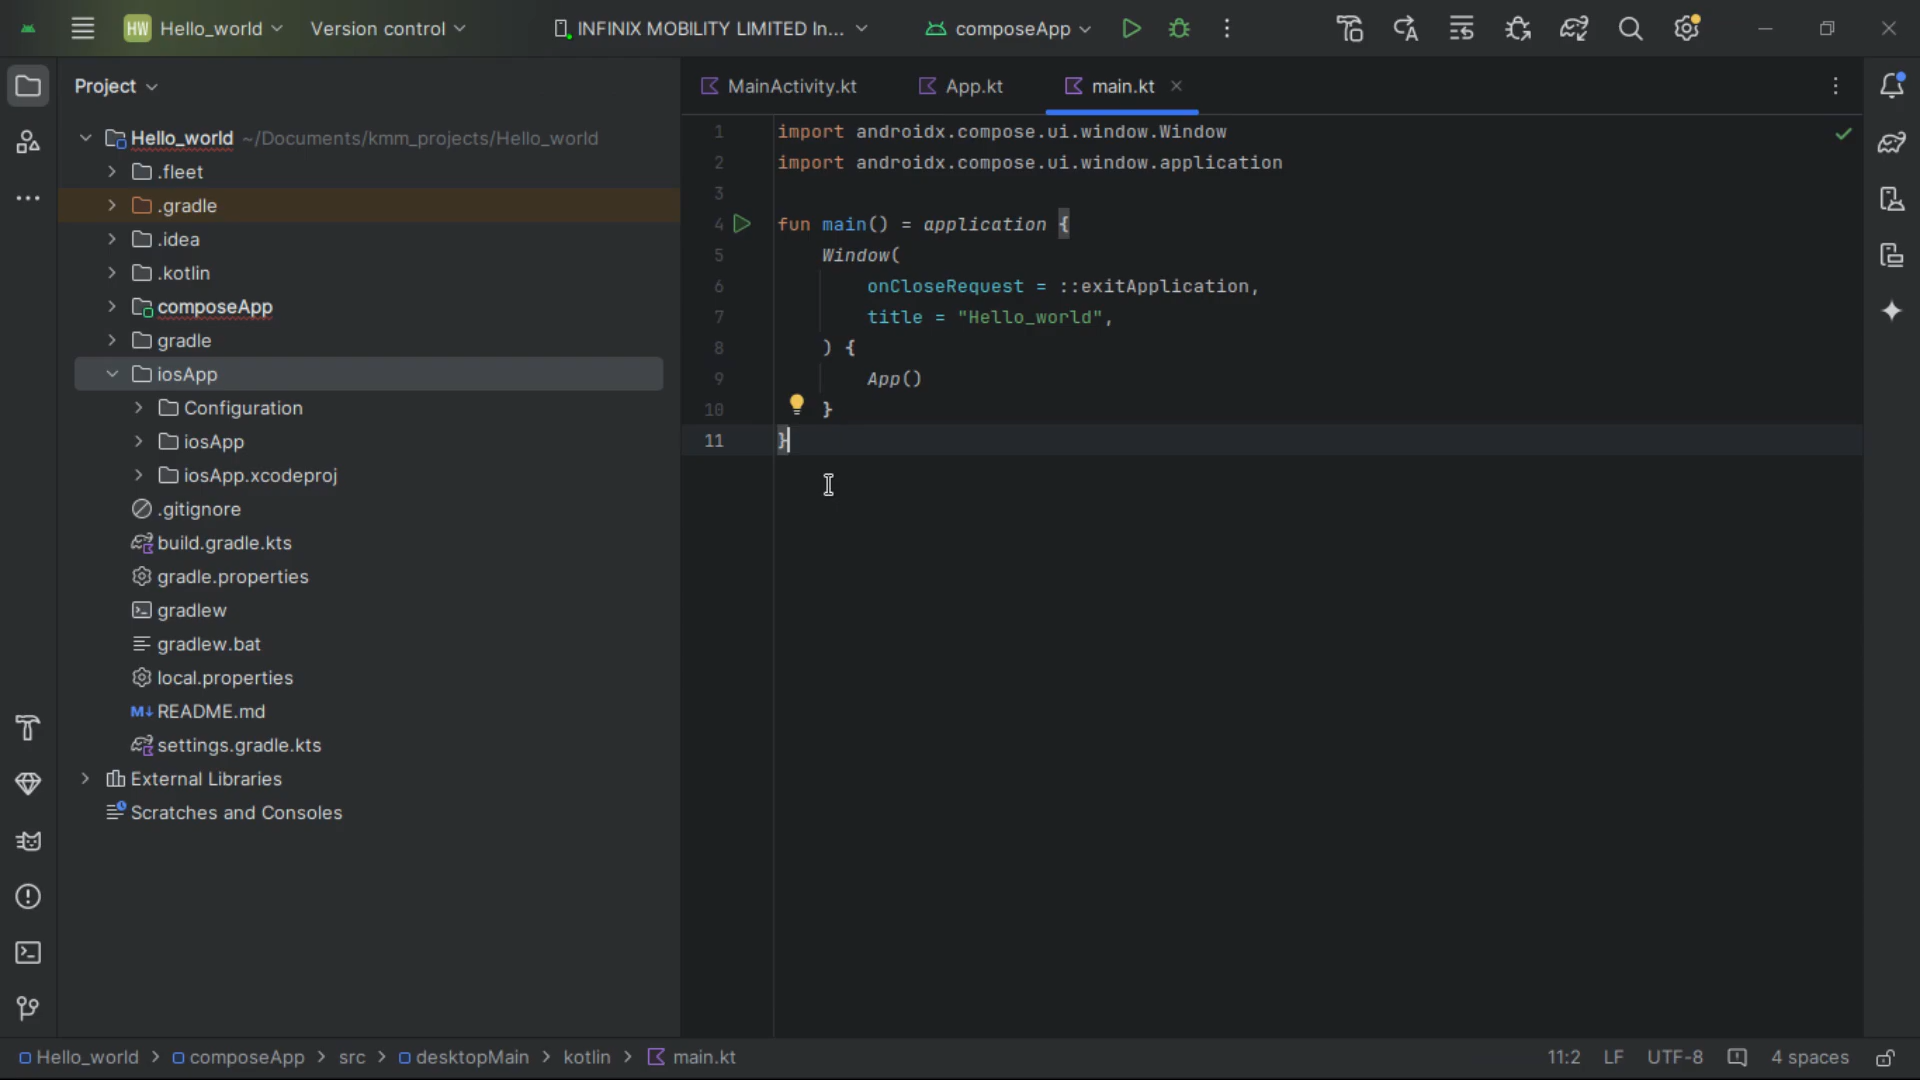 HW Hello_world Version control INFINIX MOBILITY LIMITED In... composeApp
Project
MainActivity.kt App.kt main.kt
Hello_world ~/Documents/kmm_projects/Hello_world
.fleet
.gradle
.idea
.kotlin
composeApp
gradle
iosApp
Configuration
iosApp
iosApp.xcodeproj
.gitignore
build.gradle.kts
gradle.properties
gradlew
gradlew.bat
local.properties
M↓ README.md
settings.gradle.kts
External Libraries
Scratches and Consoles
1 import androidx.compose.ui.window.Window
2 import androidx.compose.ui.window.application
3
4 fun main() = application {
5 Window(
6 onCloseRequest = ::exitApplication,
7 title = "Hello_world",
8 ) {
9 App()
10 }
11 }
Hello_world > composeApp > src > desktopMain > kotlin > main.kt 11:2 LF UTF-8 4 spaces